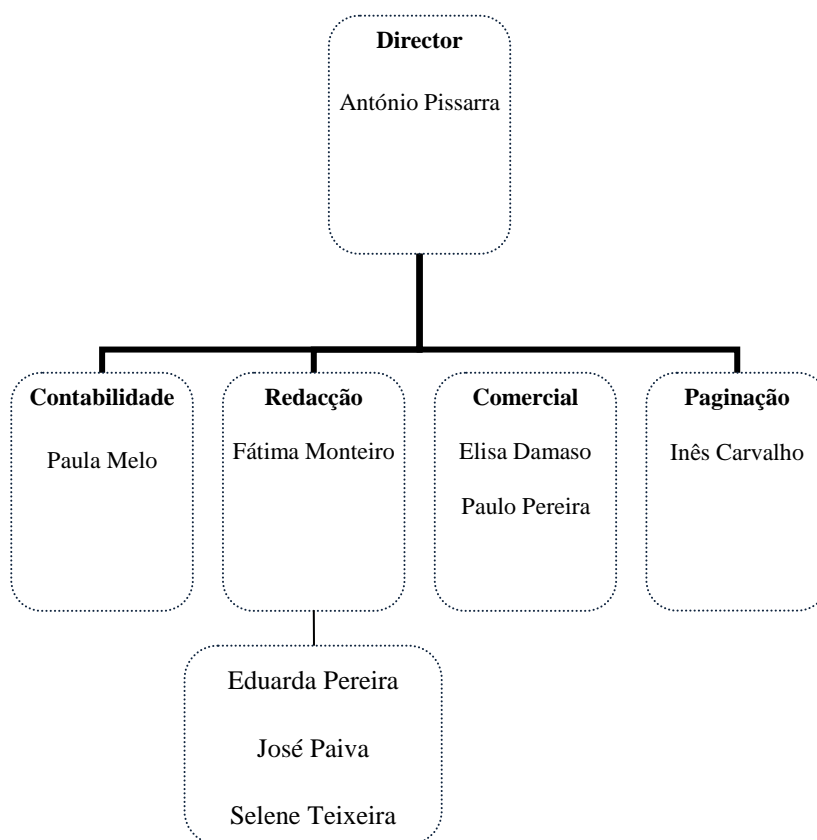 Director
António Pissarra
Contabilidade
Paula Melo
Redacção
Fátima Monteiro
Comercial
Elisa Damaso
Paulo Pereira
Paginação
Inês Carvalho
Eduarda Pereira
José Paiva
Selene Teixeira